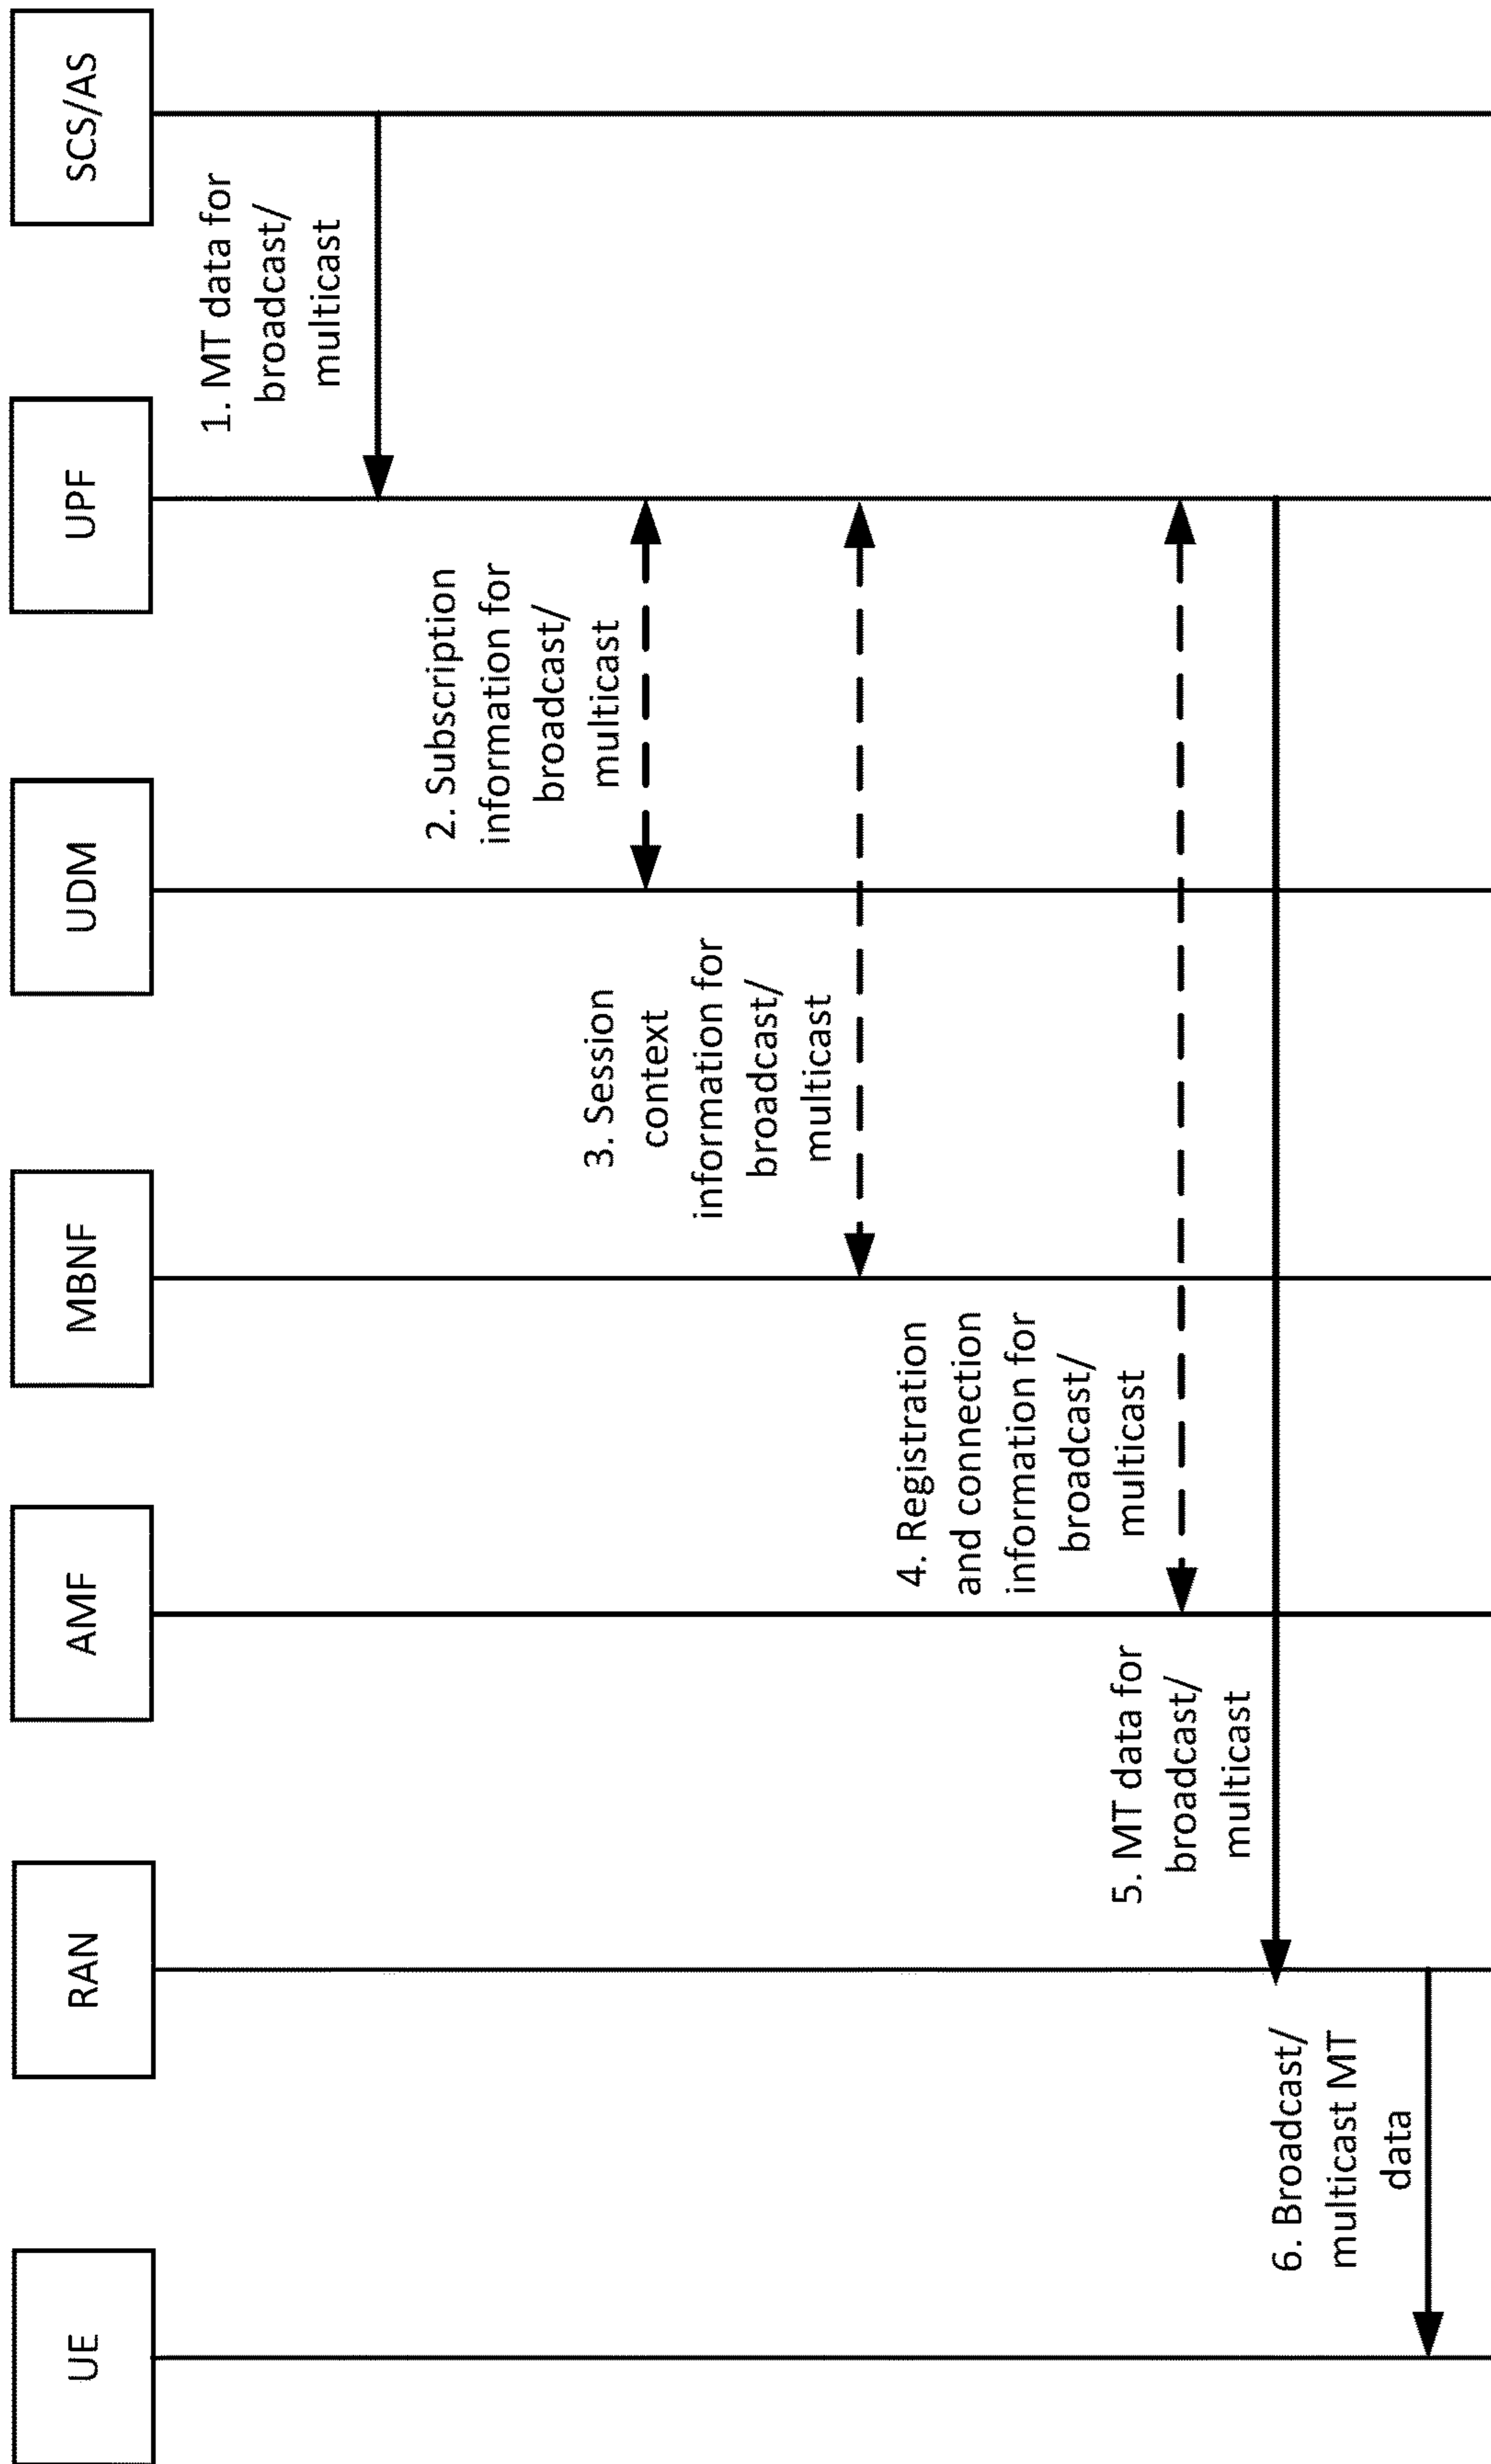 UE
RAN
AMF
MBNF
UDM
UPF
SCS/AS
1. MT data for
broadcast/
multicast
2. Subscription
information for
broadcast/
multicast
3. Session
context
information for
broadcast/
multicast
4. Registration
and connection
information for
broadcast/
multicast
5. MT data for
broadcast/
multicast
6. Broadcast/
multicast MT
data